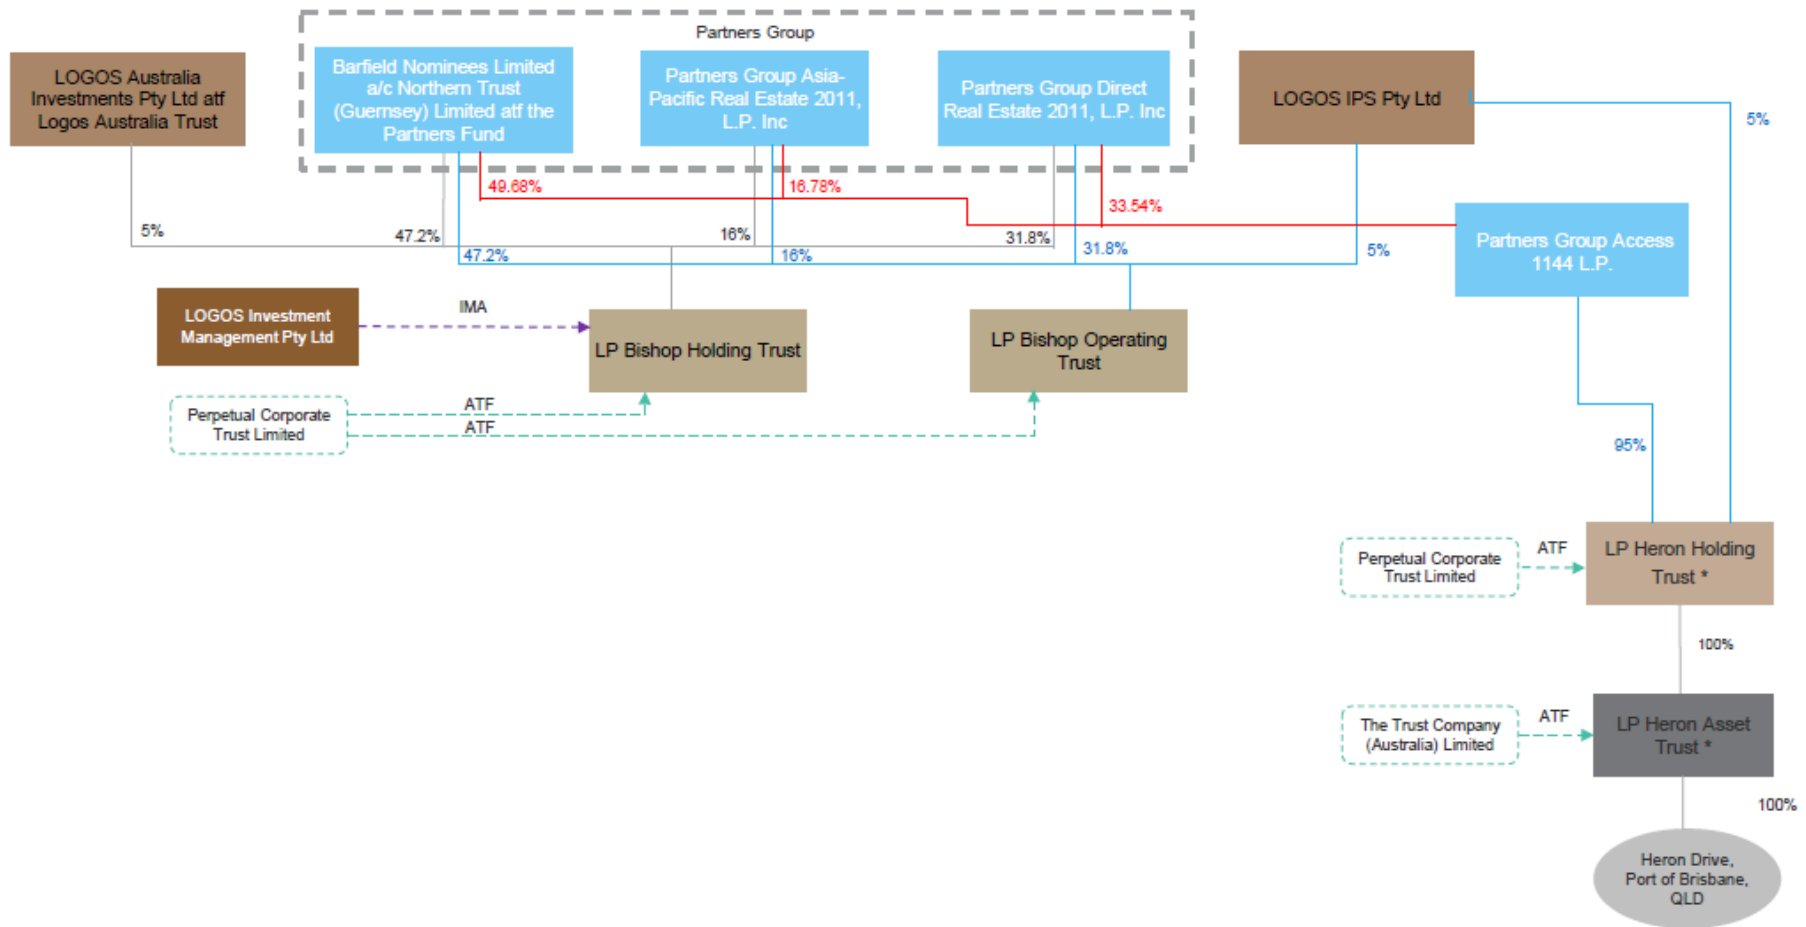 Partners Group
LOGOS Australia
Investments Pty Ltd atf
Logos Australia Trust
Barfield Nominees Limited
a/c Northern Trust
(Guernsey) Limited atf the
Partners Fund
Partners Group Asia-
Pacific Real Estate 2011,
L.P. Inc
Partners Group Direct
Real Estate 2011, L.P. Inc
LOGOS IPS Pty Ltd
5%
49.68%
16.78%
33.54%
5%
47.2%
16%
31.8%
47.2%
16%
31.8%
5%
Partners Group Access
1144 L.P.
LOGOS Investment
Management Pty Ltd
IMA
LP Bishop Holding Trust
LP Bishop Operating
Trust
Perpetual Corporate
Trust Limited
ATF
ATF
95%
Perpetual Corporate
Trust Limited
ATF
LP Heron Holding
Trust *
100%
The Trust Company
(Australia) Limited
ATF
LP Heron Asset
Trust *
100%
Heron Drive,
Port of Brisbane,
QLD